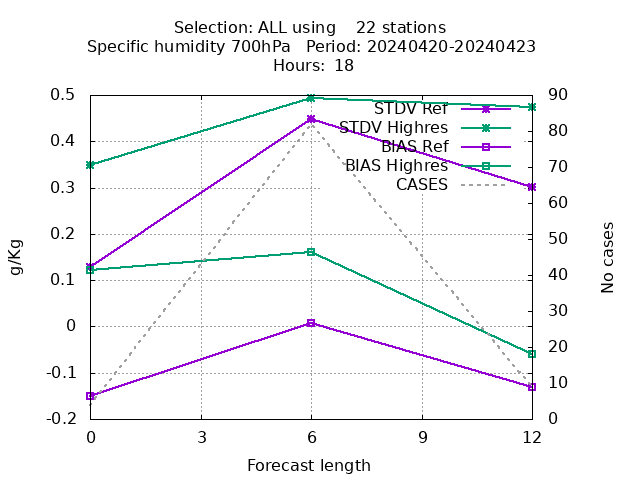 Selection: ALL using    22 stations
Specific humidity 700hPa   Period: 20240420-20240423
Hours:  18
STDV Ref
STDV Highres
BIAS Ref
BIAS Highres
CASES
0.5
0.4
0.3
0.2
0.1
0
-0.1
-0.2
g/Kg
90
80
70
60
50
40
30
20
10
0
No cases
0
3
6
9
12
Forecast length